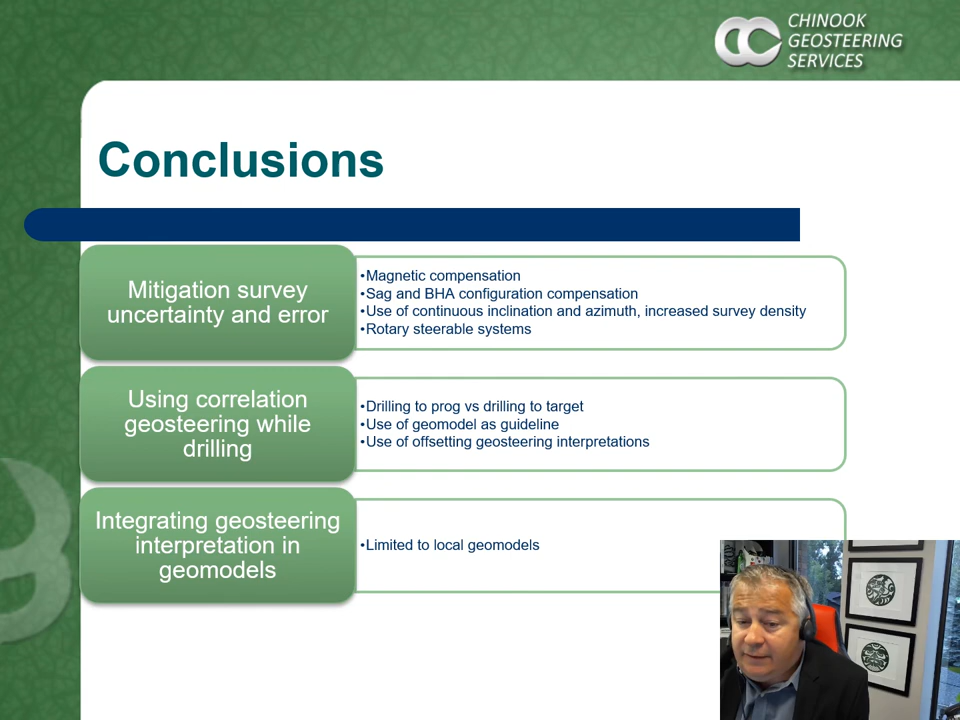 CHINOOK
GEOSTEERING
SERVICES
Conclusions
Mitigation survey
uncertainty and error
•Magnetic compensation
•Sag and BHA configuration compensation
•Use of continuous inclination and azimuth, increased survey density
•Rotary steerable systems
Using correlation
geosteering while
drilling
•Drilling to prog vs drilling to target
•Use of geomodel as guideline
•Use of offsetting geosteering interpretations
Integrating geosteering
interpretation in
geomodels
•Limited to local geomodels